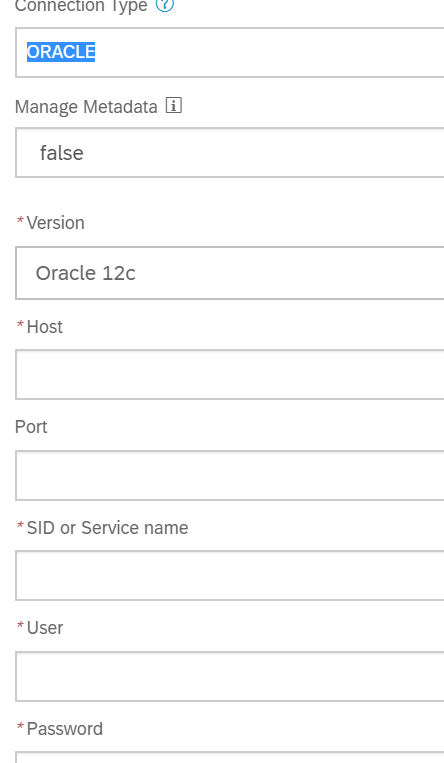 Connection Type
ORACLE
Manage Metadata
false
*Version
Oracle 12c
*Host
Port
*SID or Service name
*User
*Password